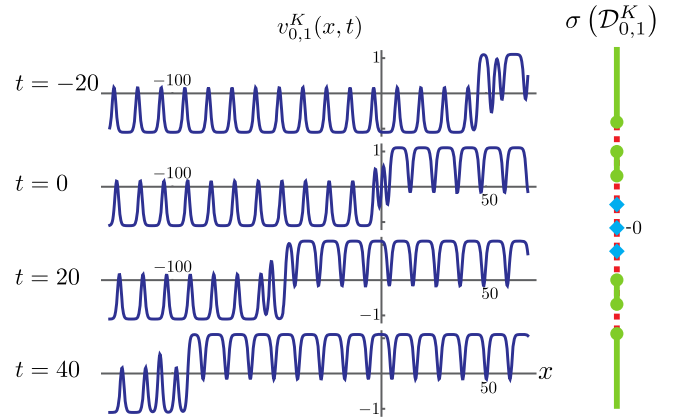 v^K_{0,1}(x, t)
σ (D^K_{0,1})
1
t = −20
−100
1
t = 0
−100
50
-0
t = 20
−100
50
−1
t = 40
50
x
−1